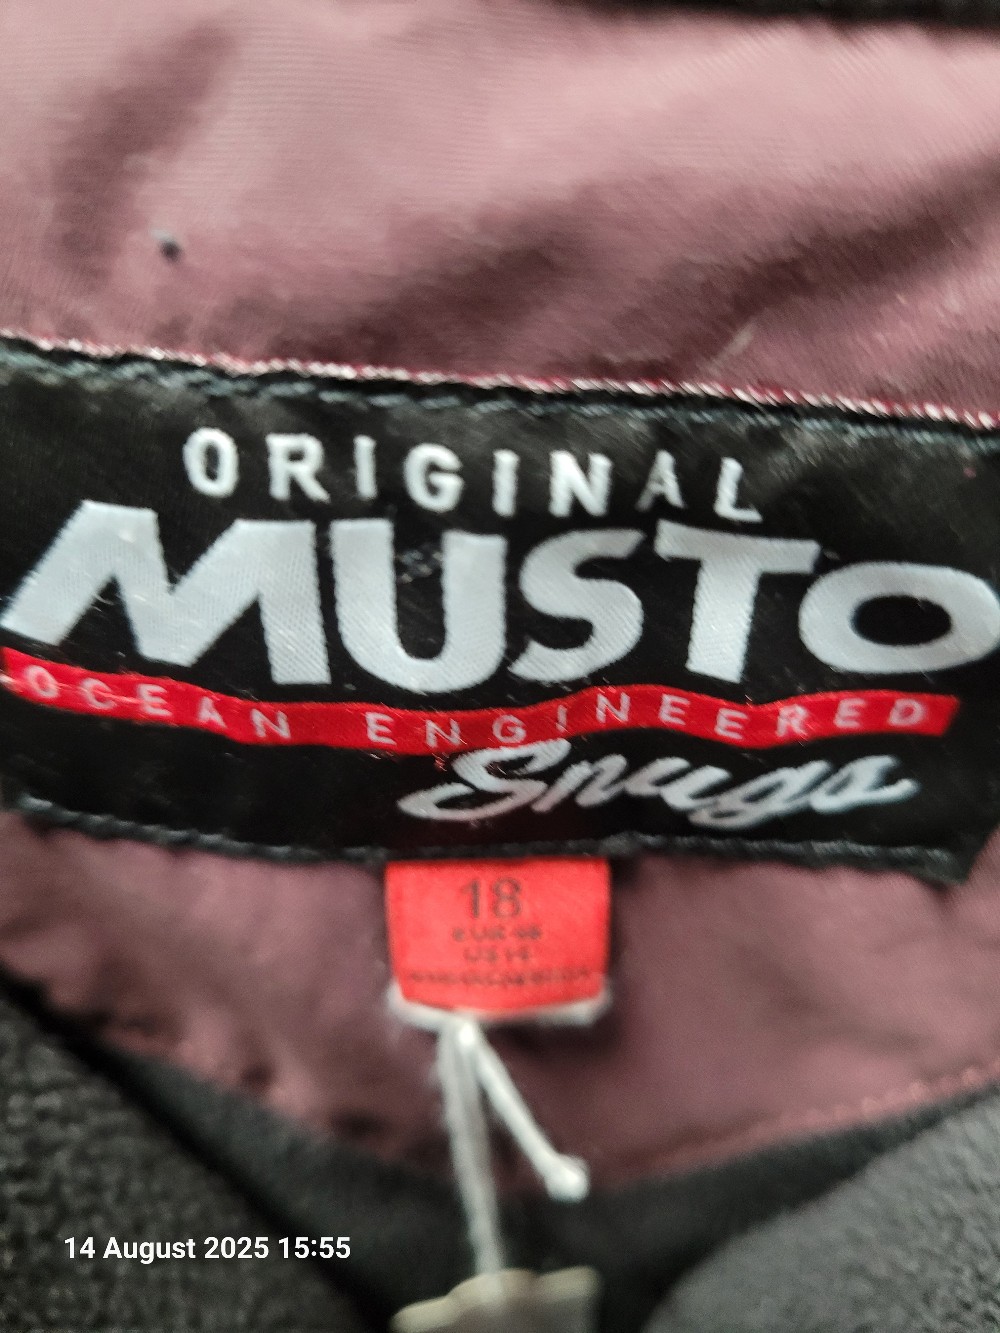 ORIGINAL
MUSTO
OCEAN ENGINEERED
Snugs
18
14 August 2025 15:55